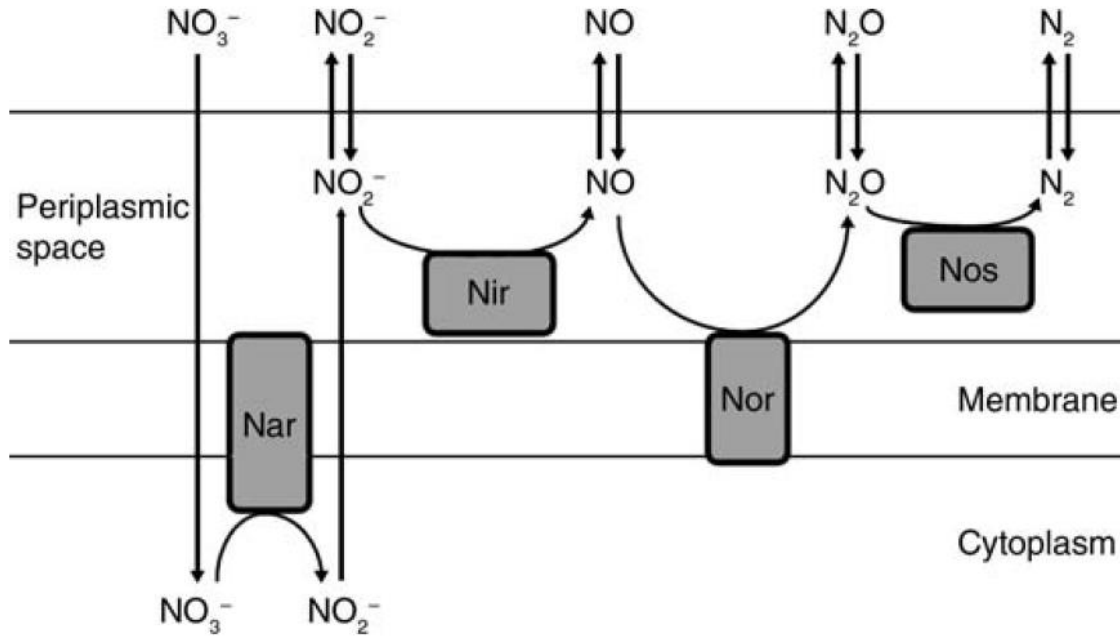 NO₃⁻ NO₂⁻ NO N₂O N₂
NO₂⁻ NO N₂O N₂
Periplasmic
space
Nir
Nos
Nar
Nor
Membrane
Cytoplasm
NO₃⁻ NO₂⁻